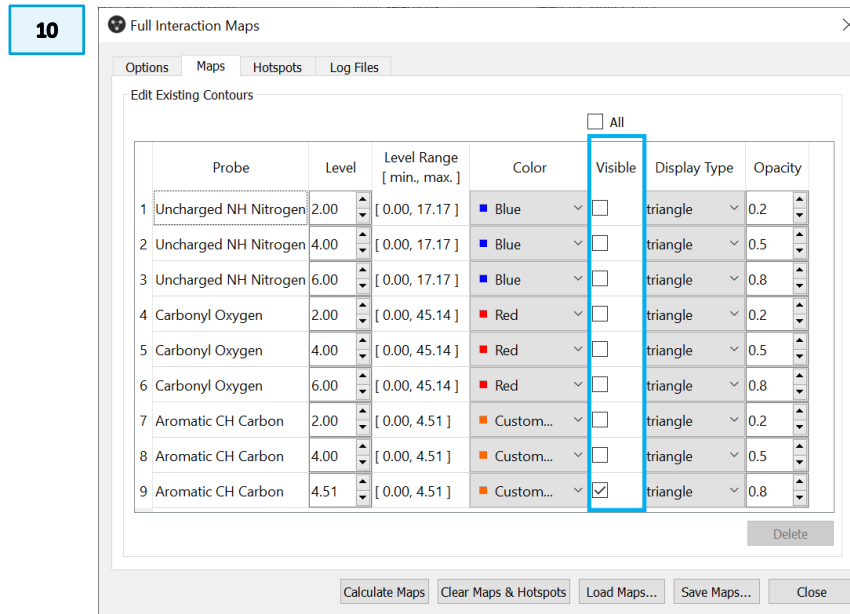 10
Full Interaction Maps
Options Maps Hotspots Log Files
Edit Existing Contours
All
Probe Level Level Range [ min., max. ] Color Visible Display Type Opacity
1 Uncharged NH Nitrogen 2.00 [ 0.00, 17.17 ] Blue triangle 0.2
2 Uncharged NH Nitrogen 4.00 [ 0.00, 17.17 ] Blue triangle 0.5
3 Uncharged NH Nitrogen 6.00 [ 0.00, 17.17 ] Blue triangle 0.8
4 Carbonyl Oxygen 2.00 [ 0.00, 45.14 ] Red triangle 0.2
5 Carbonyl Oxygen 4.00 [ 0.00, 45.14 ] Red triangle 0.5
6 Carbonyl Oxygen 6.00 [ 0.00, 45.14 ] Red triangle 0.8
7 Aromatic CH Carbon 2.00 [ 0.00, 4.51 ] Custom... triangle 0.2
8 Aromatic CH Carbon 4.00 [ 0.00, 4.51 ] Custom... triangle 0.5
9 Aromatic CH Carbon 4.51 [ 0.00, 4.51 ] Custom... triangle 0.8
Delete
Calculate Maps Clear Maps & Hotspots Load Maps... Save Maps... Close